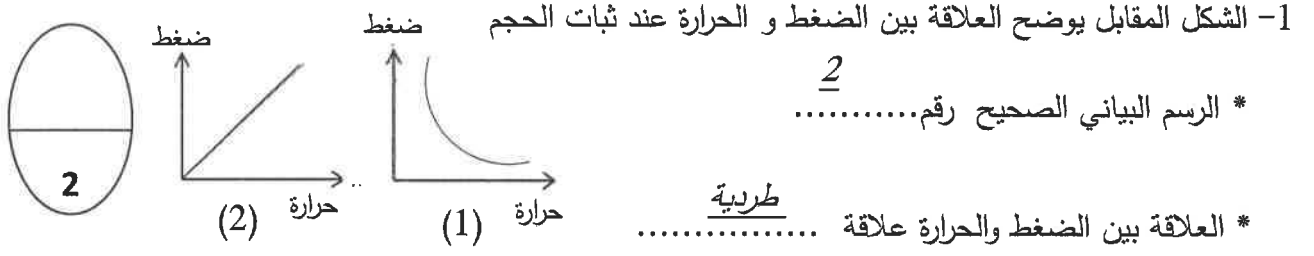 1- الشكل المقابل يوضح العلاقة بين الضغط و الحرارة عند ثبات الحجم
* الرسم البياني الصحيح رقم...........
2
* العلاقة بين الضغط والحرارة علاقة ................
طردية
ضغط
حرارة
(1)
..
ضغط
حرارة
(2)
2